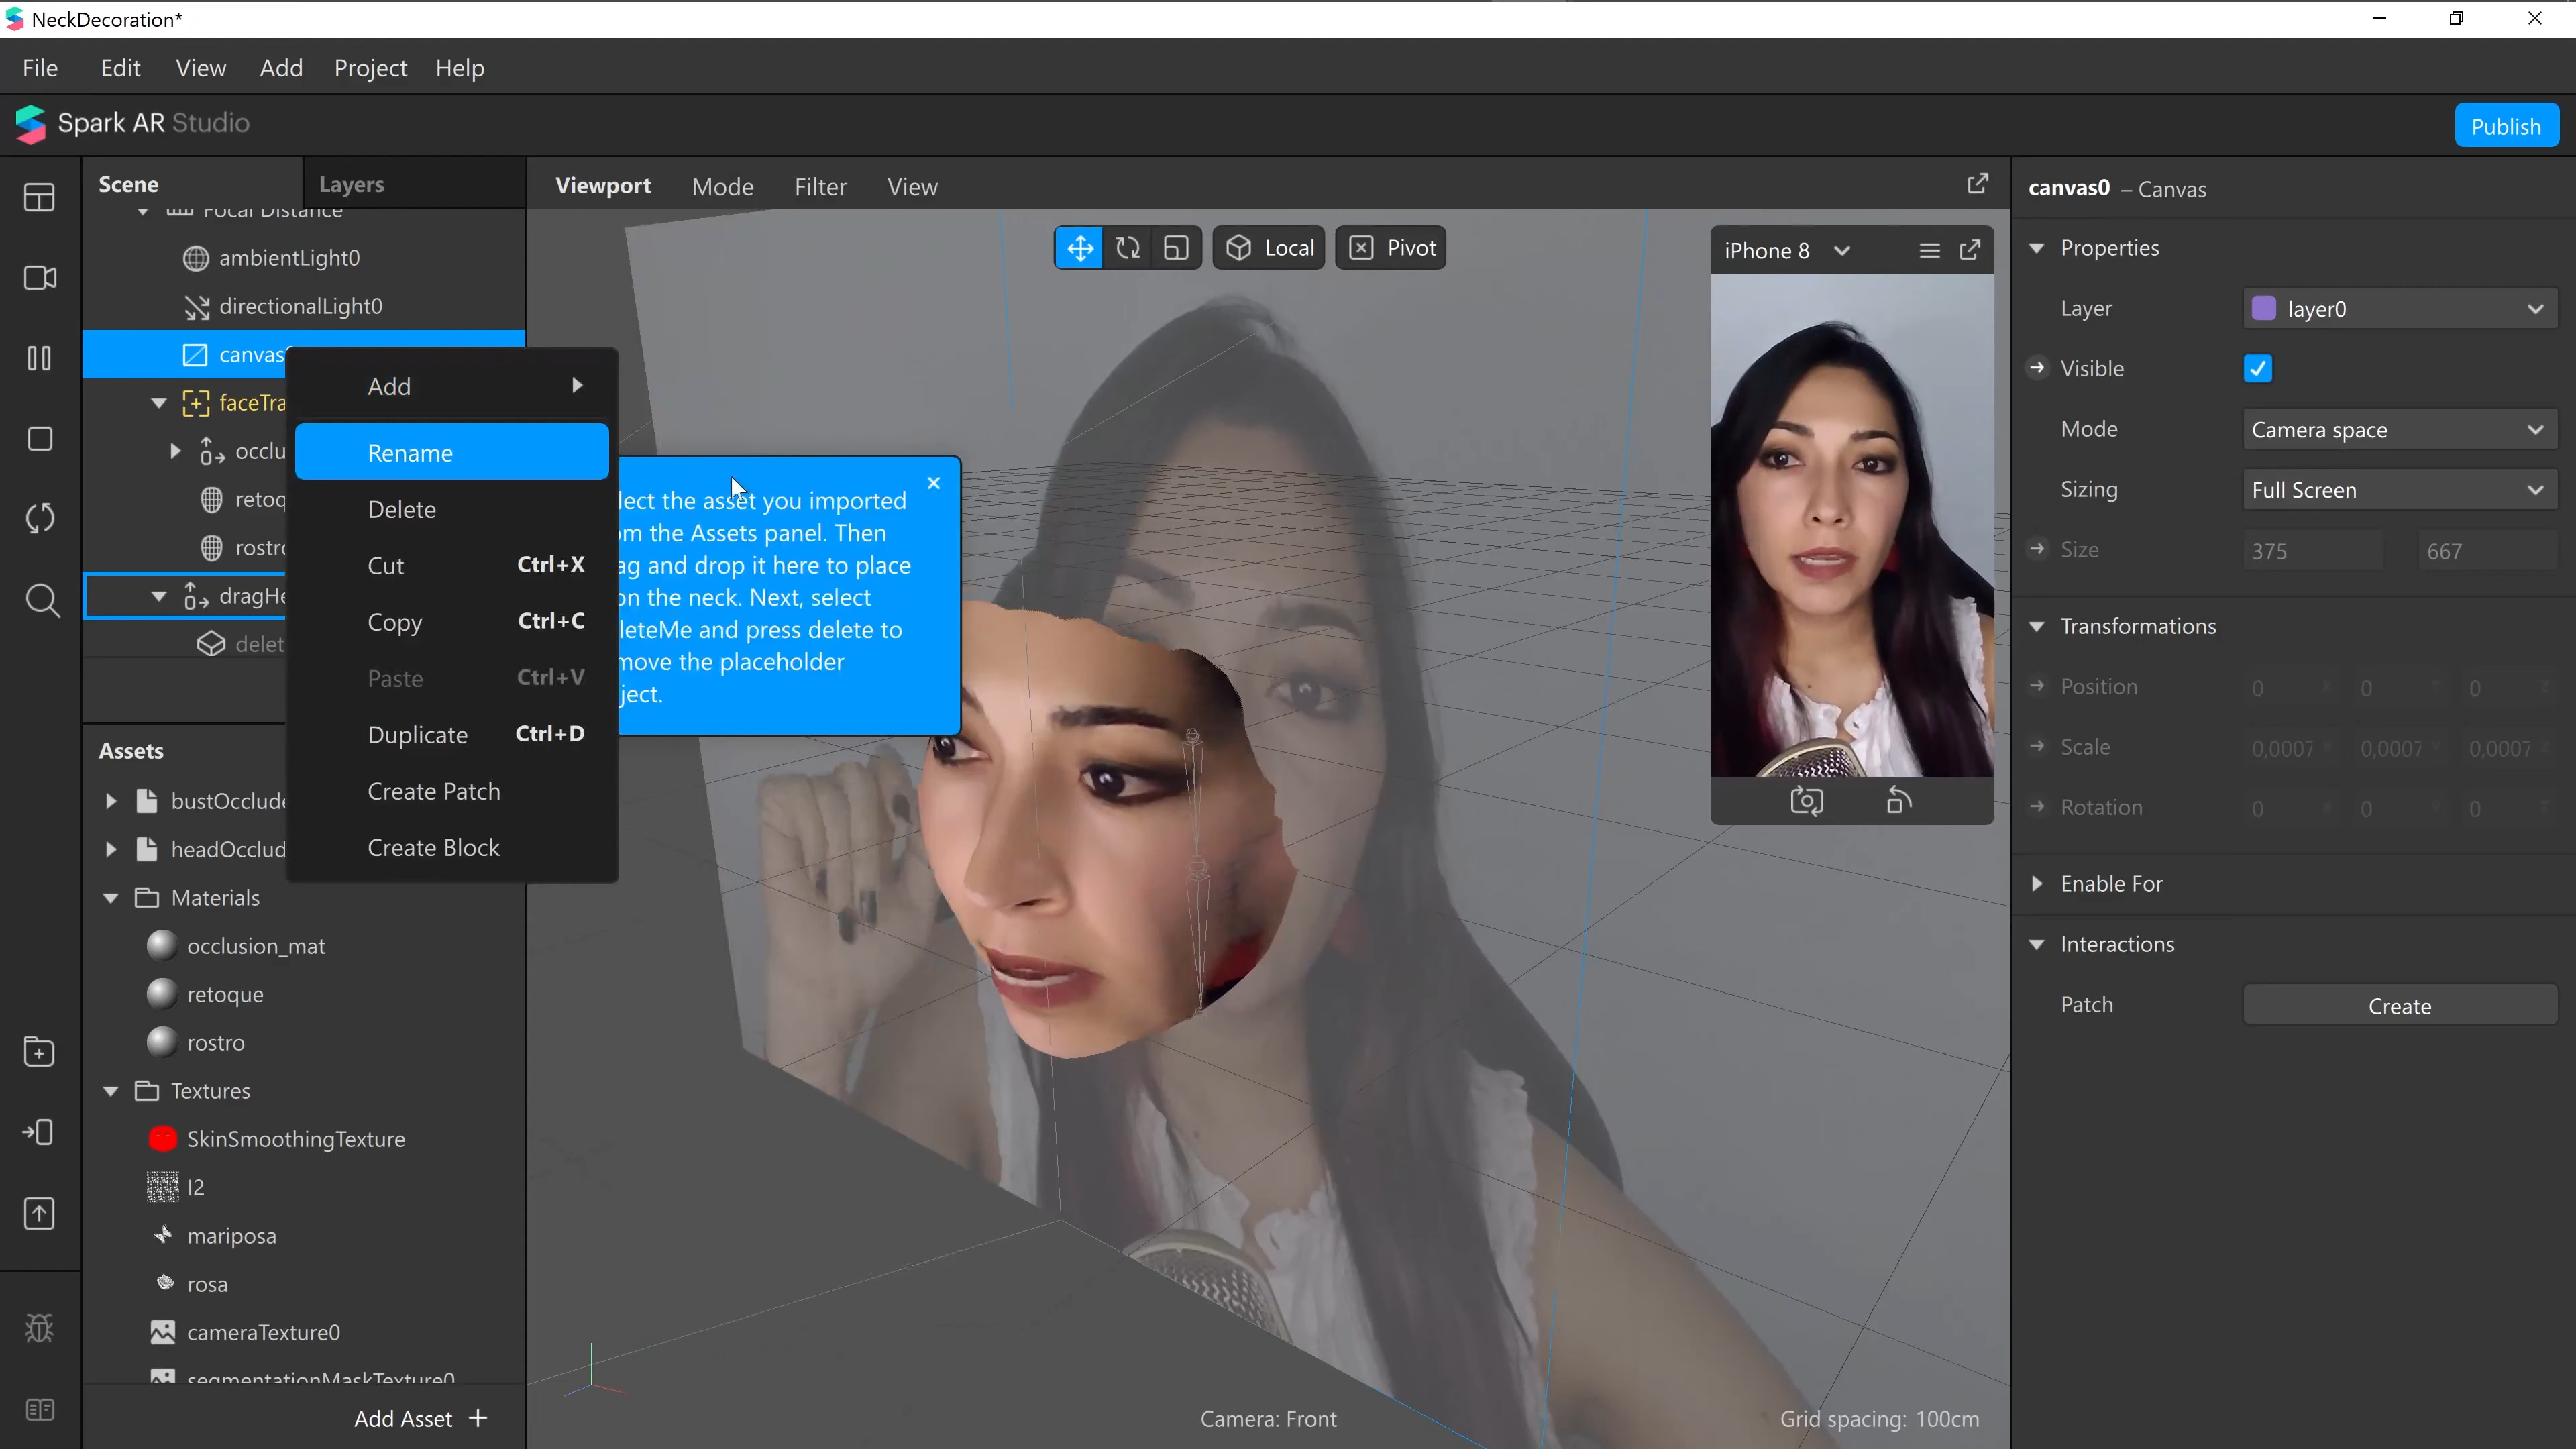 NeckDecoration*
File Edit View Add Project Help
Spark AR Studio
Publish
Scene Layers
Focal Distance
ambientLight0
directionalLight0
canvas
faceTra
occlu
retoq
rostro
dragHe
delet
Add
Rename
Delete
Cut Ctrl+X
Copy Ctrl+C
Paste Ctrl+V
Duplicate Ctrl+D
Create Patch
Create Block
Assets
bustOcclude
headOcclud
Materials
occlusion_mat
retoque
rostro
Textures
SkinSmoothingTexture
mariposa
rosa
cameraTexture0
segmentationMaskTexture0
Add Asset +
Viewport Mode Filter View
Local
Pivot
lect the asset you imported
om the Assets panel. Then
ag and drop it here to place
on the neck. Next, select
leteMe and press delete to
move the placeholder
ject.
iPhone 8
Camera: Front
Grid spacing: 100cm
canvas0 – Canvas
Properties
Layer layer0
Visible
Mode Camera space
Sizing Full Screen
Size 375 667
Transformations
Position 0 0 0
Scale 0,0007 0,0007 0,0007
Rotation 0 0 0
Enable For
Interactions
Patch Create